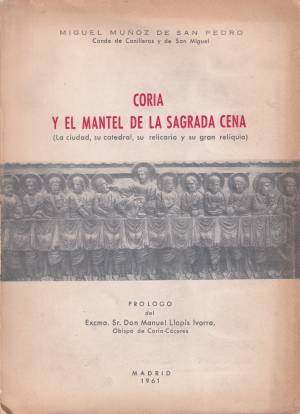 MIGUEL MUÑOZ DE SAN PEDRO
Conde de Canilleros y de San Miguel
CORIA
Y EL MANTEL DE LA SAGRADA CENA
(La ciudad, su catedral, su relicario y su gran reliquia)
PROLOGO
del
Excmo. Sr. Don Manuel Llopis Ivorra,
Obispo de Coria-Cáceres
MADRID
1961